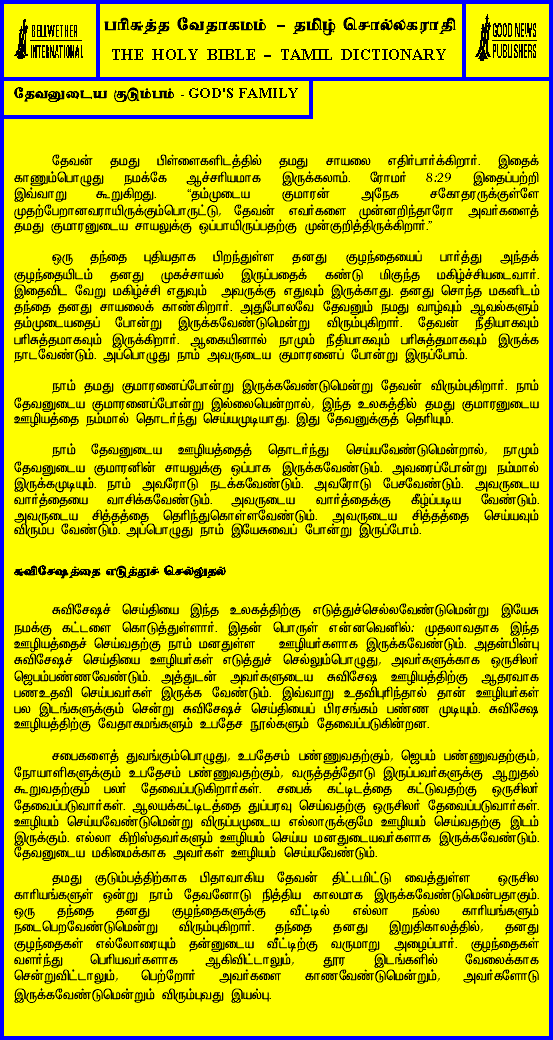 BELLWETHER
INTERNATIONAL
பரிசுத்த வேதாகமம் – தமிழ் சொல்லகராதி
THE HOLY BIBLE – TAMIL DICTIONARY
GOOD NEWS
PUBLISHERS
தேவனுடைய குடும்பம் - GOD'S FAMILY
தேவன் தமது பிள்ளைகளிடத்தில் தமது சாயலை எதிர்பார்க்கிறார். இதைக்
காணும்பொழுது நமக்கே ஆச்சரியமாக இருக்கலாம். ரோமர் 8:29 இதைப்பற்றி
இவ்வாறு கூறுகிறது. “தம்முடைய குமாரன் அநேக சகோதரருக்குள்ளே
முதற்பேறானவராயிருக்கும்பொருட்டு, தேவன் எவர்களை முன்னறிந்தாரோ அவர்களைத்
தமது குமாரனுடைய சாயலுக்கு ஒப்பாயிருப்பதற்கு முன்குறித்திருக்கிறார்.”
ஒரு தந்தை புதியதாக பிறந்துள்ள தனது குழந்தையைப் பார்த்து அந்தக்
குழந்தையிடம் தனது முகச்சாயல் இருப்பதைக் கண்டு மிகுந்த மகிழ்ச்சியடைவார்.
இதைவிட வேறு மகிழ்ச்சி எதுவும் அவருக்கு எதுவும் இருக்காது. தனது சொந்த மகனிடம்
தந்தை தனது சாயலைக் காண்கிறார். அதுபோலவே தேவனும் நமது வாழ்வும் ஆவல்களும்
தம்முடையதைப் போன்று இருக்கவேண்டுமென்று விரும்புகிறார். தேவன் நீதியாகவும்
பரிசுத்தமாகவும் இருக்கிறார். ஆகையினால் நாமும் நீதியாகவும் பரிசுத்தமாகவும் இருக்க
நாடவேண்டும். அப்பொழுது நாம் அவருடைய குமாரனைப் போன்று இருப்போம்.
நாம் தமது குமாரனைப்போன்று இருக்கவேண்டுமென்று தேவன் விரும்புகிறார். நாம்
தேவனுடைய குமாரனைப்போன்று இல்லையென்றால், இந்த உலகத்தில் தமது குமாரனுடைய
ஊழியத்தை நம்மால் தொடர்ந்து செய்யமுடியாது. இது தேவனுக்குத் தெரியும்.
நாம் தேவனுடைய ஊழியத்தைத் தொடர்ந்து செய்யவேண்டுமென்றால், நாமும்
தேவனுடைய குமாரனின் சாயலுக்கு ஒப்பாக இருக்கவேண்டும். அவரைப்போன்று நம்மால்
இருக்கமுடியும். நாம் அவரோடு நடக்கவேண்டும். அவரோடு பேசவேண்டும். அவருடைய
வார்த்தையை வாசிக்கவேண்டும். அவருடைய வார்த்தைக்கு கீழ்ப்படிய வேண்டும்.
அவருடைய சித்தத்தை தெரிந்துகொள்ளவேண்டும். அவருடைய சித்தத்தை செய்யவும்
விரும்ப வேண்டும். அப்பொழுது நாம் இயேசுவைப் போன்று இருப்போம்.
சுவிசேஷத்தை எடுத்துச் செல்லுதல்
சுவிசேஷச் செய்தியை இந்த உலகத்திற்கு எடுத்துச்செல்லவேண்டுமென்று இயேசு
நமக்கு கட்டளை கொடுத்துள்ளார். இதன் பொருள் என்னவெனில்: முதலாவதாக இந்த
ஊழியத்தைச் செய்வதற்கு நாம் மனதுள்ள ஊழியர்களாக இருக்கவேண்டும். அதன்பின்பு
சுவிசேஷச் செய்தியை ஊழியர்கள் எடுத்துச் செல்லும்பொழுது, அவர்களுக்காக ஒருசிலர்
ஜெபம்பண்ணவேண்டும். அத்துடன் அவர்களுடைய சுவிசேஷ ஊழியத்திற்கு ஆதரவாக
பணஉதவி செய்பவர்கள் இருக்க வேண்டும். இவ்வாறு உதவிபுரிந்தால் தான் ஊழியர்கள்
பல இடங்களுக்கும் சென்று சுவிசேஷச் செய்தியைப் பிரசங்கம் பண்ண முடியும். சுவிசேஷ
ஊழியத்திற்கு வேதாகமங்களும் உபதேச நூல்களும் தேவைப்படுகின்றன.
சபைகளைத் துவங்கும்பொழுது, உபதேசம் பண்ணுவதற்கும், ஜெபம் பண்ணுவதற்கும்,
நோயாளிகளுக்கும் உபதேசம் பண்ணுவதற்கும், வருத்தத்தோடு இருப்பவர்களுக்கு ஆறுதல்
கூறுவதற்கும் பலர் தேவைப்படுகிறார்கள். சபைக் கட்டிடத்தை கட்டுவதற்கு ஒருசிலர்
தேவைப்படுவார்கள். ஆலயக்கட்டிடத்தை துப்பரவு செய்வதற்கு ஒருசிலர் தேவைப்படுவார்கள்.
ஊழியம் செய்யவேண்டுமென்று விருப்பமுடைய எல்லாருக்குமே ஊழியம் செய்வதற்கு இடம்
இருக்கும். எல்லா கிறிஸ்தவர்களும் ஊழியம் செய்ய மனதுடையவர்களாக இருக்கவேண்டும்.
தேவனுடைய மகிமைக்காக அவர்கள் ஊழியம் செய்யவேண்டும்.
தமது குடும்பத்திற்காக பிதாவாகிய தேவன் திட்டமிட்டு வைத்துள்ள ஒருசில
காரியங்களுள் ஒன்று நாம் தேவனோடு நித்திய காலமாக இருக்கவேண்டுமென்பதாகும்.
ஒரு தந்தை தனது குழந்தைகளுக்கு வீட்டில் எல்லா நல்ல காரியங்களும்
நடைபெறவேண்டுமென்று விரும்புகிறார். தந்தை தனது இறுதிகாலத்தில், தனது
குழந்தைகள் எல்லோரையும் தன்னுடைய வீட்டிற்கு வருமாறு அழைப்பார். குழந்தைகள்
வளர்ந்து பெரியவர்களாக ஆகிவிட்டாலும், தூர இடங்களில் வேலைக்காக
சென்றுவிட்டாலும், பெற்றோர் அவர்களை காணவேண்டுமென்றும், அவர்களோடு
இருக்கவேண்டுமென்றும் விரும்புவது இயல்பு.